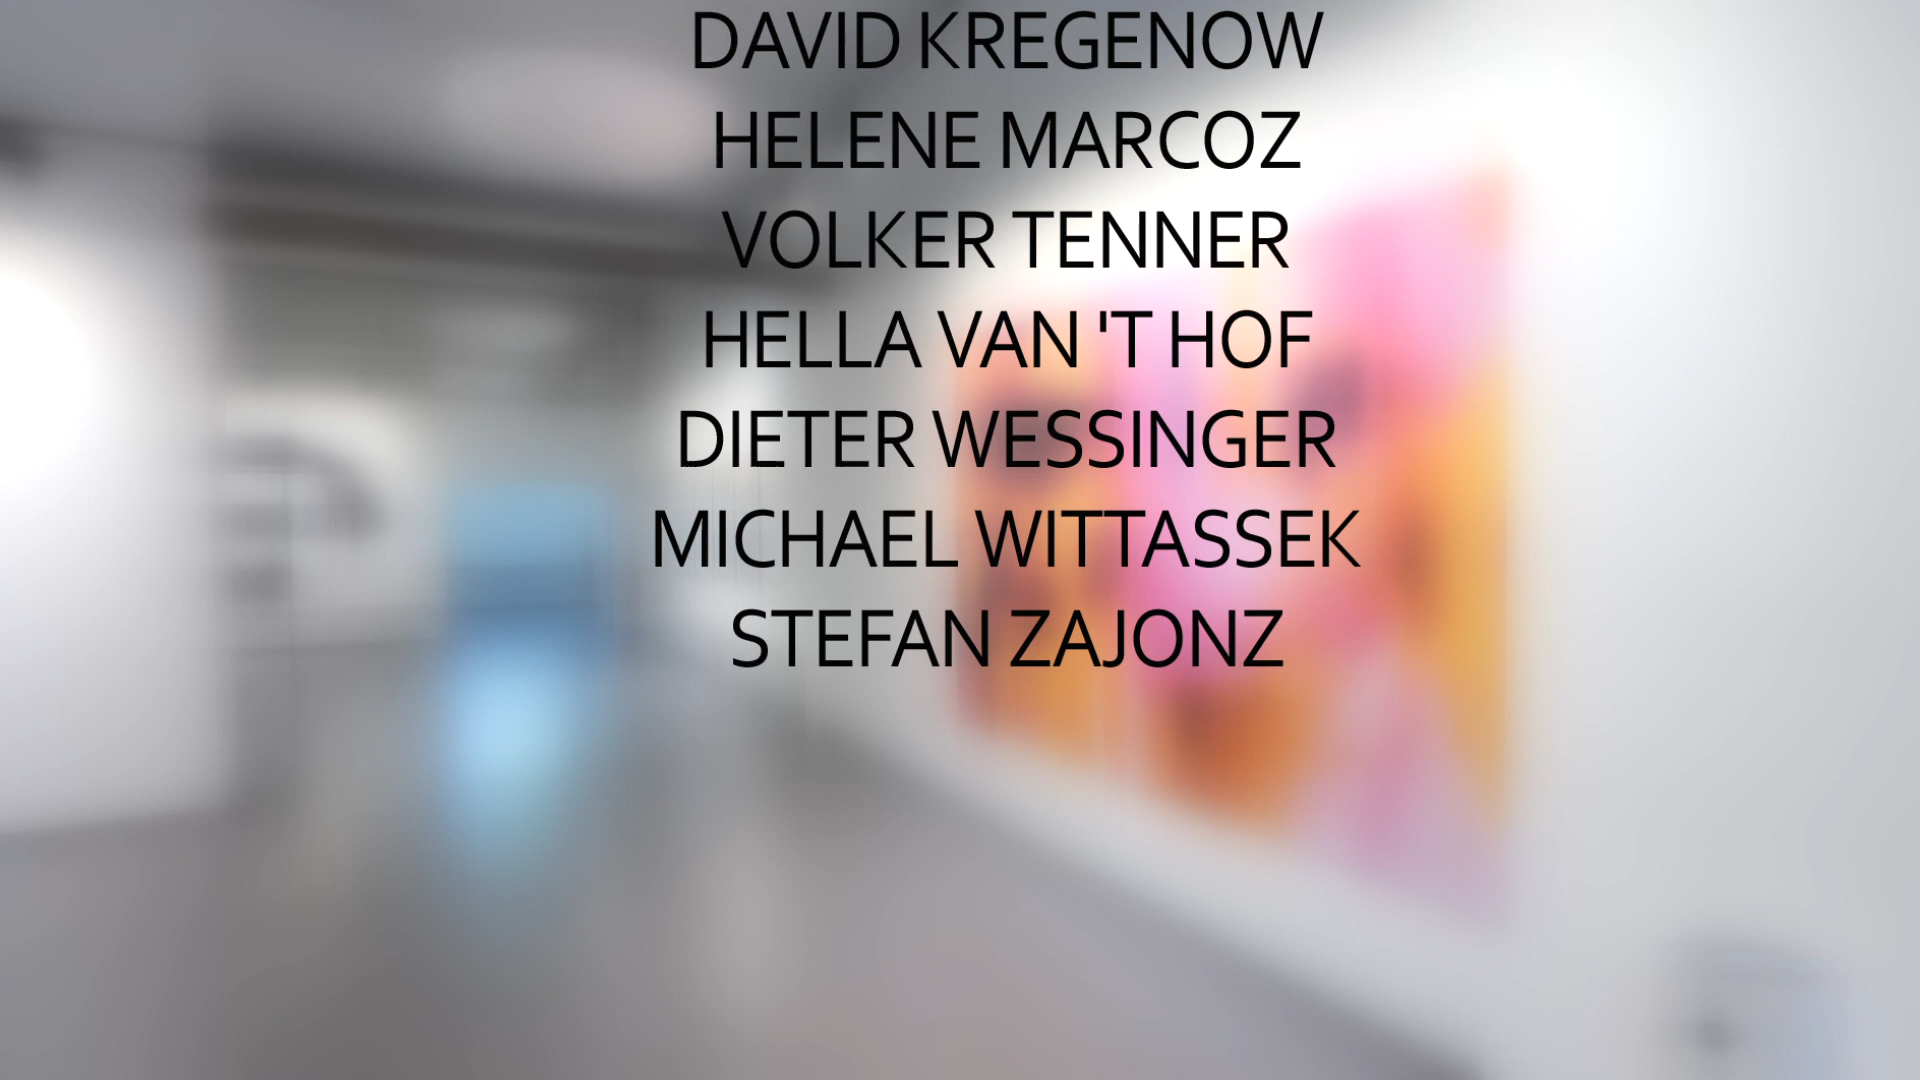 DAVID KREGENOW
HELENE MARCOZ
VOLKER TENNER
HELLA VAN 'T HOF
DIETER WESSINGER
MICHAEL WITTASSEK
STEFAN ZAJONZ